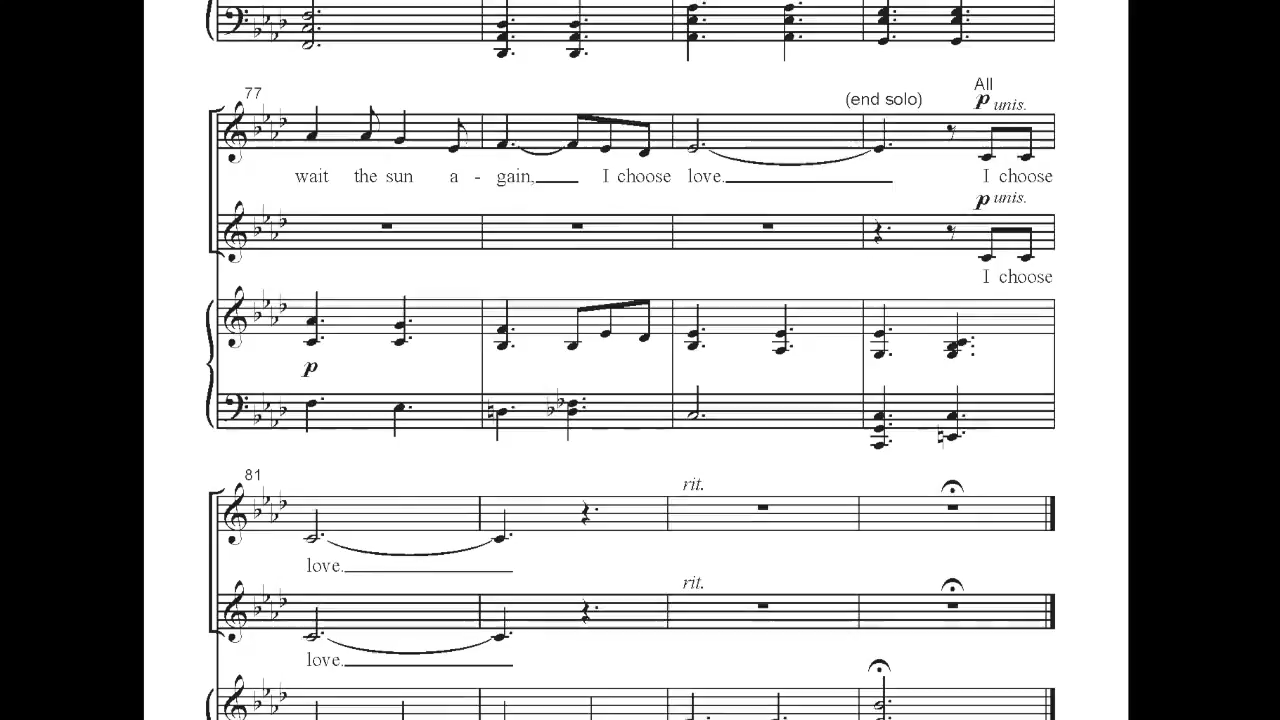 77
(end solo)
All
p unis.
wait the sun a - gain, I choose love. I choose
p unis.
I choose
p
81
rit.
love.
rit.
love.